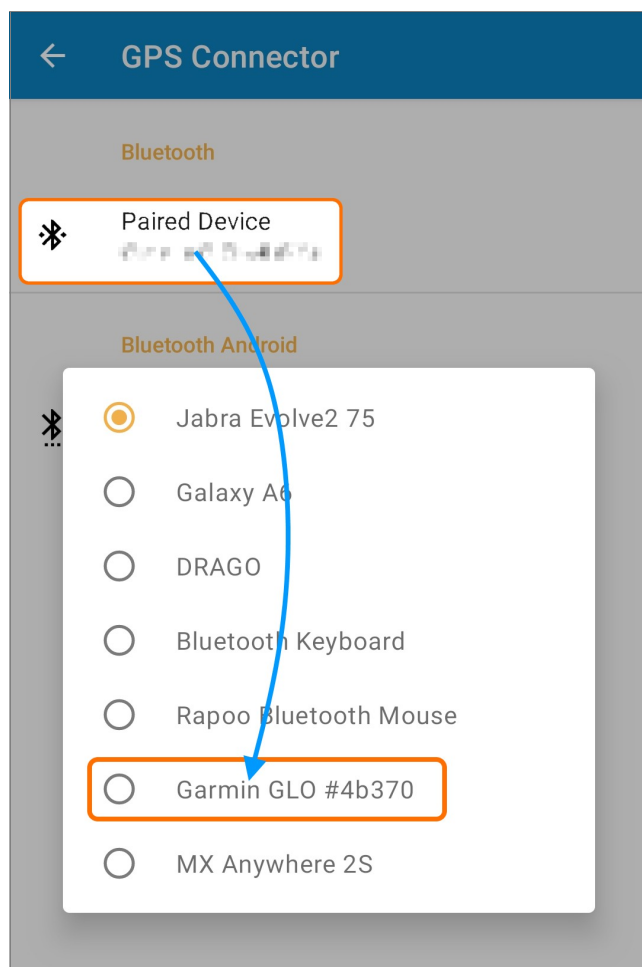 GPS Connector
Bluetooth
Paired Device
Bluetooth Android
Jabra Evolve2 75
Galaxy A6
DRAGO
Bluetooth Keyboard
Rapoo Bluetooth Mouse
Garmin GLO #4b370
MX Anywhere 2S